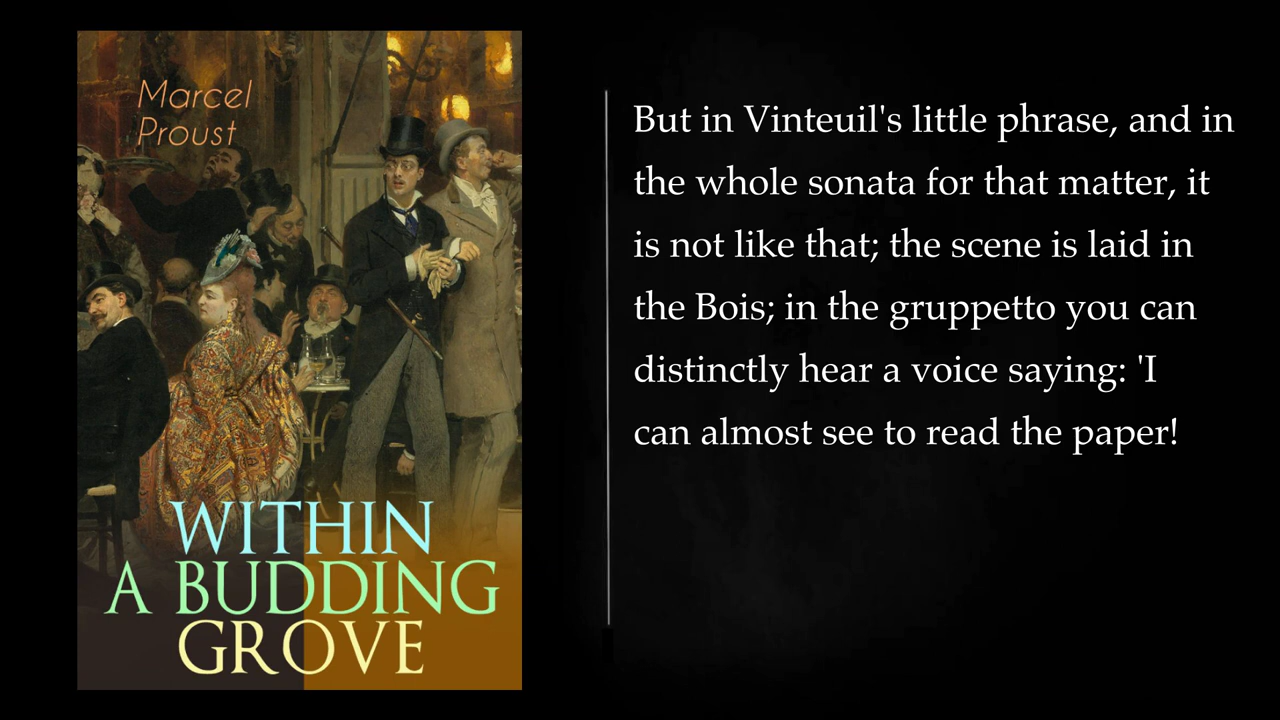 Marcel
Proust
WITHIN
A BUDDING
GROVE
But in Vinteuil's little phrase, and in
the whole sonata for that matter, it
is not like that; the scene is laid in
the Bois; in the gruppetto you can
distinctly hear a voice saying: 'I
can almost see to read the paper!